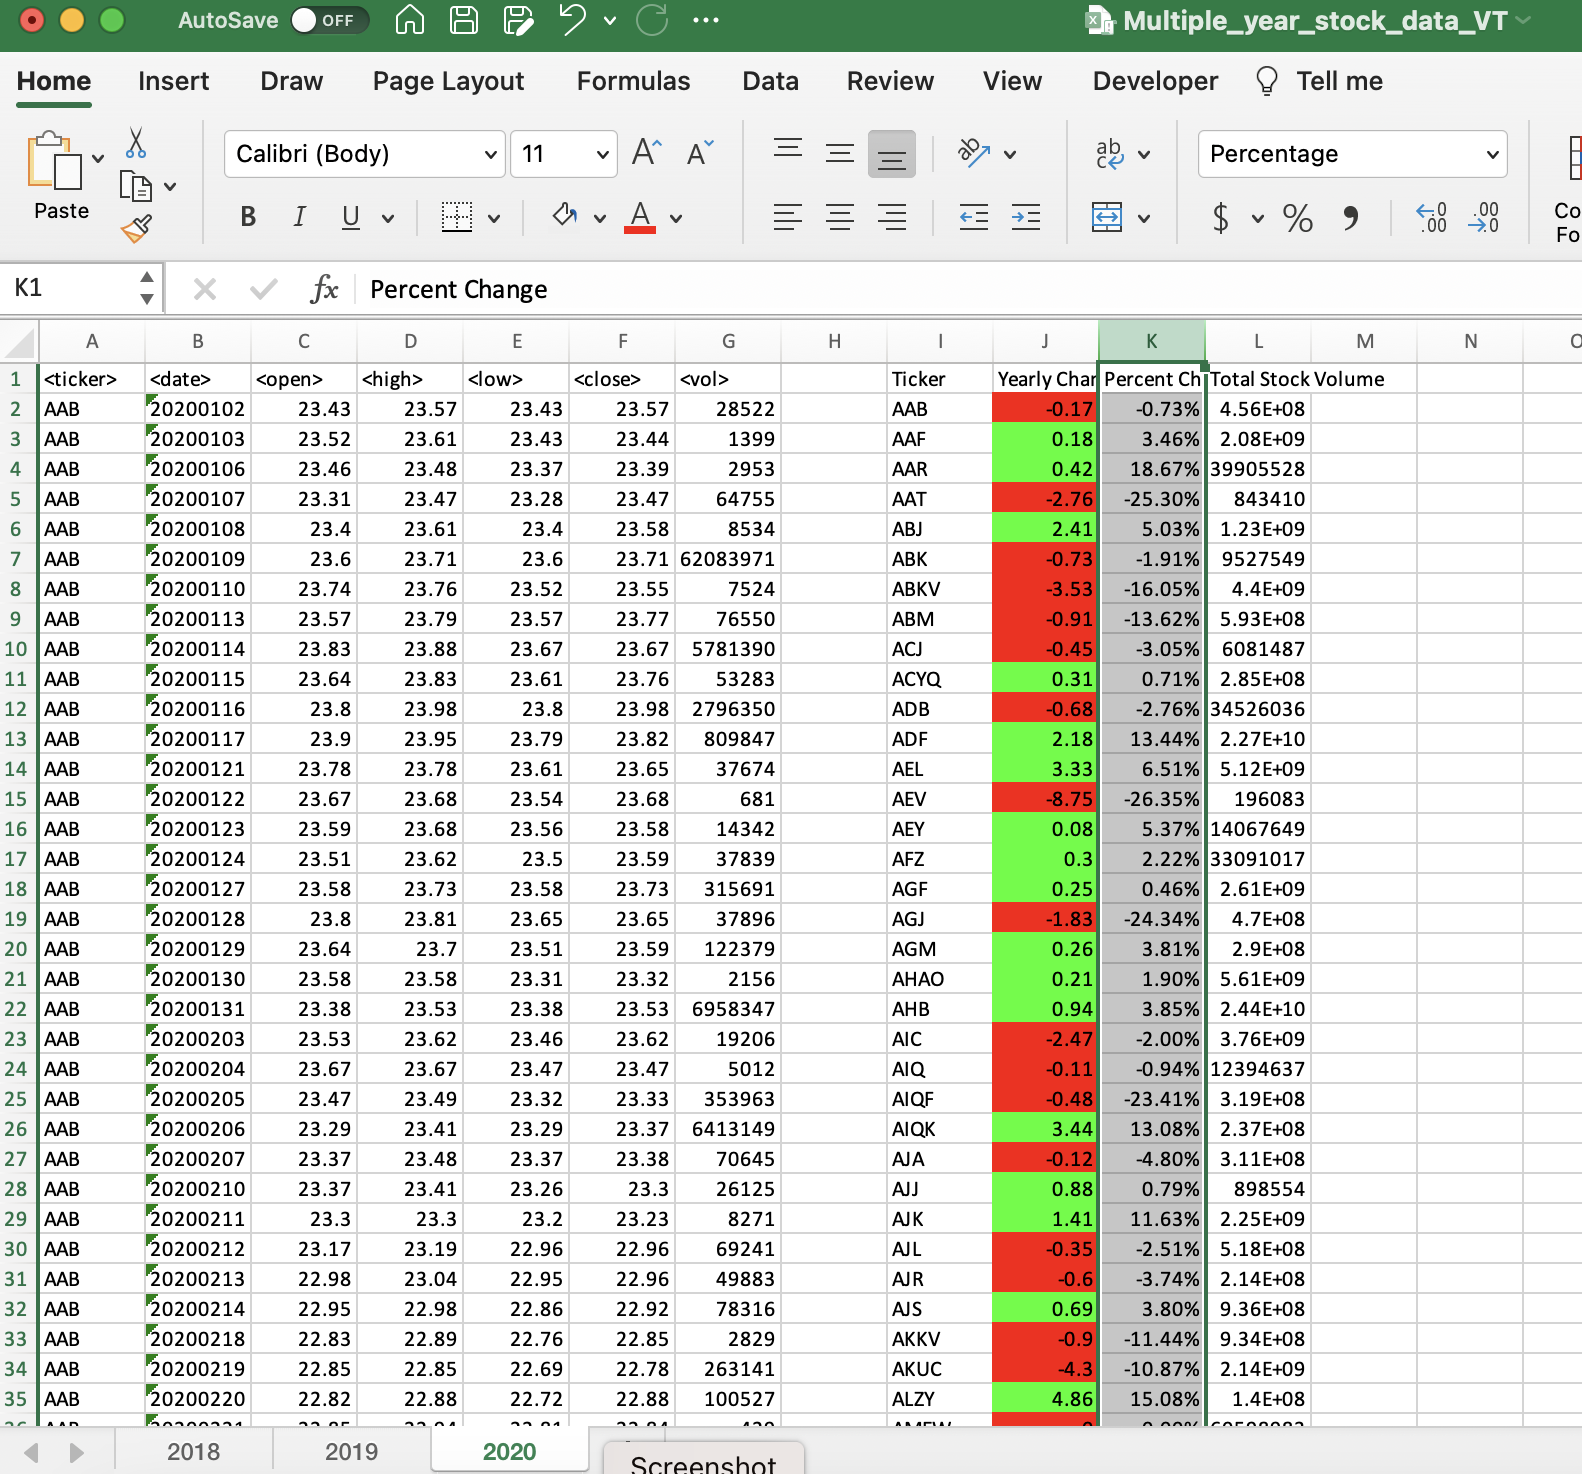 AutoSave OFF Multiple_year_stock_data_VT
Home Insert Draw Page Layout Formulas Data Review View Developer Tell me
Paste Calibri (Body) 11 A A ab ab c Percentage
B I U A $ % , .0 .00 .00 .0 Co
Fo
K1 fx Percent Change
A B C D E F G H I J K L M N O
1 <ticker> <date> <open> <high> <low> <close> <vol> Ticker Yearly Char Percent Ch Total Stock Volume
2 AAB 20200102 23.43 23.57 23.43 23.57 28522 AAB -0.17 -0.73% 4.56E+08
3 AAB 20200103 23.52 23.61 23.43 23.44 1399 AAF 0.18 3.46% 2.08E+09
4 AAB 20200106 23.46 23.48 23.37 23.39 2953 AAR 0.42 18.67% 39905528
5 AAB 20200107 23.31 23.47 23.28 23.47 64755 AAT -2.76 -25.30% 843410
6 AAB 20200108 23.4 23.61 23.4 23.58 8534 ABJ 2.41 5.03% 1.23E+09
7 AAB 20200109 23.6 23.71 23.6 23.71 62083971 ABK -0.73 -1.91% 9527549
8 AAB 20200110 23.74 23.76 23.52 23.55 7524 ABKV -3.53 -16.05% 4.4E+09
9 AAB 20200113 23.57 23.79 23.57 23.77 76550 ABM -0.91 -13.62% 5.93E+08
10 AAB 20200114 23.83 23.88 23.67 23.67 5781390 ACJ -0.45 -3.05% 6081487
11 AAB 20200115 23.64 23.83 23.61 23.76 53283 ACYQ 0.31 0.71% 2.85E+08
12 AAB 20200116 23.8 23.98 23.8 23.98 2796350 ADB -0.68 -2.76% 34526036
13 AAB 20200117 23.9 23.95 23.79 23.82 809847 ADF 2.18 13.44% 2.27E+10
14 AAB 20200121 23.78 23.78 23.61 23.65 37674 AEL 3.33 6.51% 5.12E+09
15 AAB 20200122 23.67 23.68 23.54 23.68 681 AEV -8.75 -26.35% 196083
16 AAB 20200123 23.59 23.68 23.56 23.58 14342 AEY 0.08 5.37% 14067649
17 AAB 20200124 23.51 23.62 23.5 23.59 37839 AFZ 0.3 2.22% 33091017
18 AAB 20200127 23.58 23.73 23.58 23.73 315691 AGF 0.25 0.46% 2.61E+09
19 AAB 20200128 23.8 23.81 23.65 23.65 37896 AGJ -1.83 -24.34% 4.7E+08
20 AAB 20200129 23.64 23.7 23.51 23.59 122379 AGM 0.26 3.81% 2.9E+08
21 AAB 20200130 23.58 23.58 23.31 23.32 2156 AHAO 0.21 1.90% 5.61E+09
22 AAB 20200131 23.38 23.53 23.38 23.53 6958347 AHB 0.94 3.85% 2.44E+10
23 AAB 20200203 23.53 23.62 23.46 23.62 19206 AIC -2.47 -2.00% 3.76E+09
24 AAB 20200204 23.67 23.67 23.47 23.47 5012 AIQ -0.11 -0.94% 12394637
25 AAB 20200205 23.47 23.49 23.32 23.33 353963 AIQF -0.48 -23.41% 3.19E+08
26 AAB 20200206 23.29 23.41 23.29 23.37 6413149 AIQK 3.44 13.08% 2.37E+08
27 AAB 20200207 23.37 23.48 23.37 23.38 70645 AJA -0.12 -4.80% 3.11E+08
28 AAB 20200210 23.37 23.41 23.26 23.3 26125 AJJ 0.88 0.79% 898554
29 AAB 20200211 23.3 23.3 23.2 23.23 8271 AJK 1.41 11.63% 2.25E+09
30 AAB 20200212 23.17 23.19 22.96 22.96 69241 AJL -0.35 -2.51% 5.18E+08
31 AAB 20200213 22.98 23.04 22.95 22.96 49883 AJR -0.6 -3.74% 2.14E+08
32 AAB 20200214 22.95 22.98 22.86 22.92 78316 AJS 0.69 3.80% 9.36E+08
33 AAB 20200218 22.83 22.89 22.76 22.85 2829 AKKV -0.9 -11.44% 9.34E+08
34 AAB 20200219 22.85 22.85 22.69 22.78 263141 AKUC -4.3 -10.87% 2.14E+09
35 AAB 20200220 22.82 22.88 22.72 22.88 100527 ALZY 4.86 15.08% 1.4E+08
2018 2019 2020 Screenshot